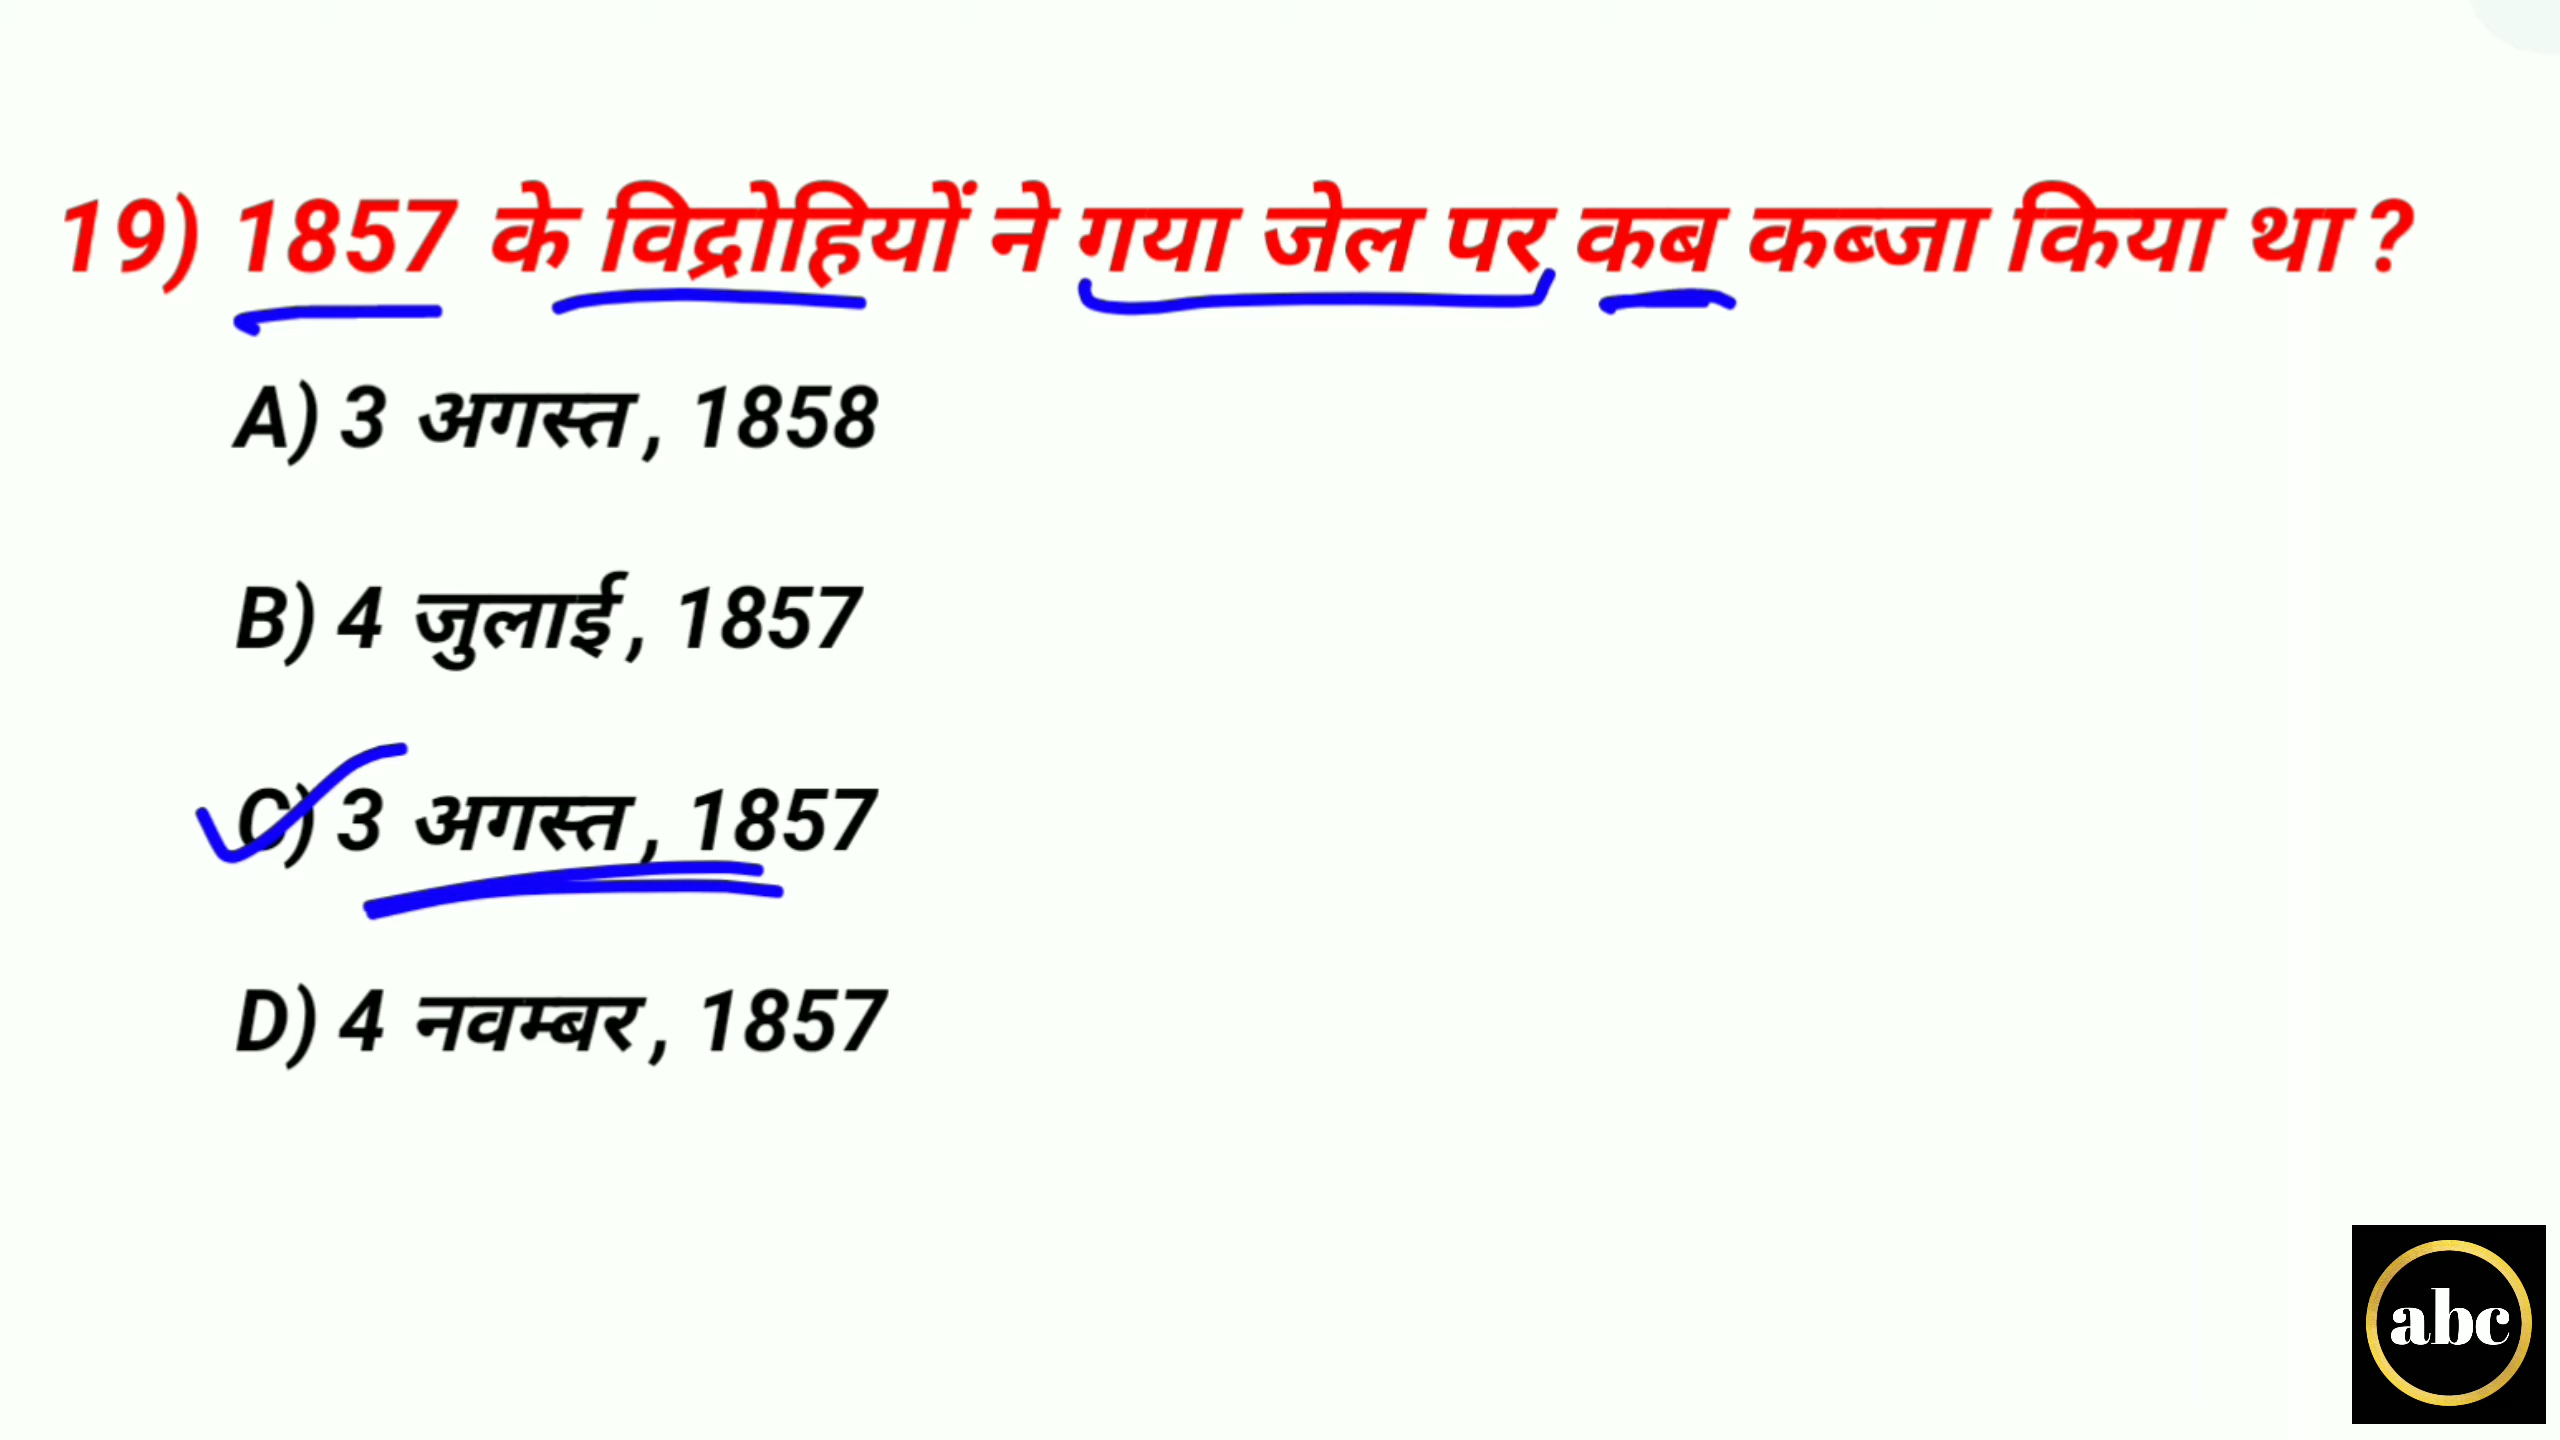 19) 1857 के विद्रोहियों ने गया जेल पर कब कब्जा किया था ?
A) 3 अगस्त , 1858
B) 4 जुलाई , 1857
C) 3 अगस्त , 1857
D) 4 नवम्बर , 1857
abc